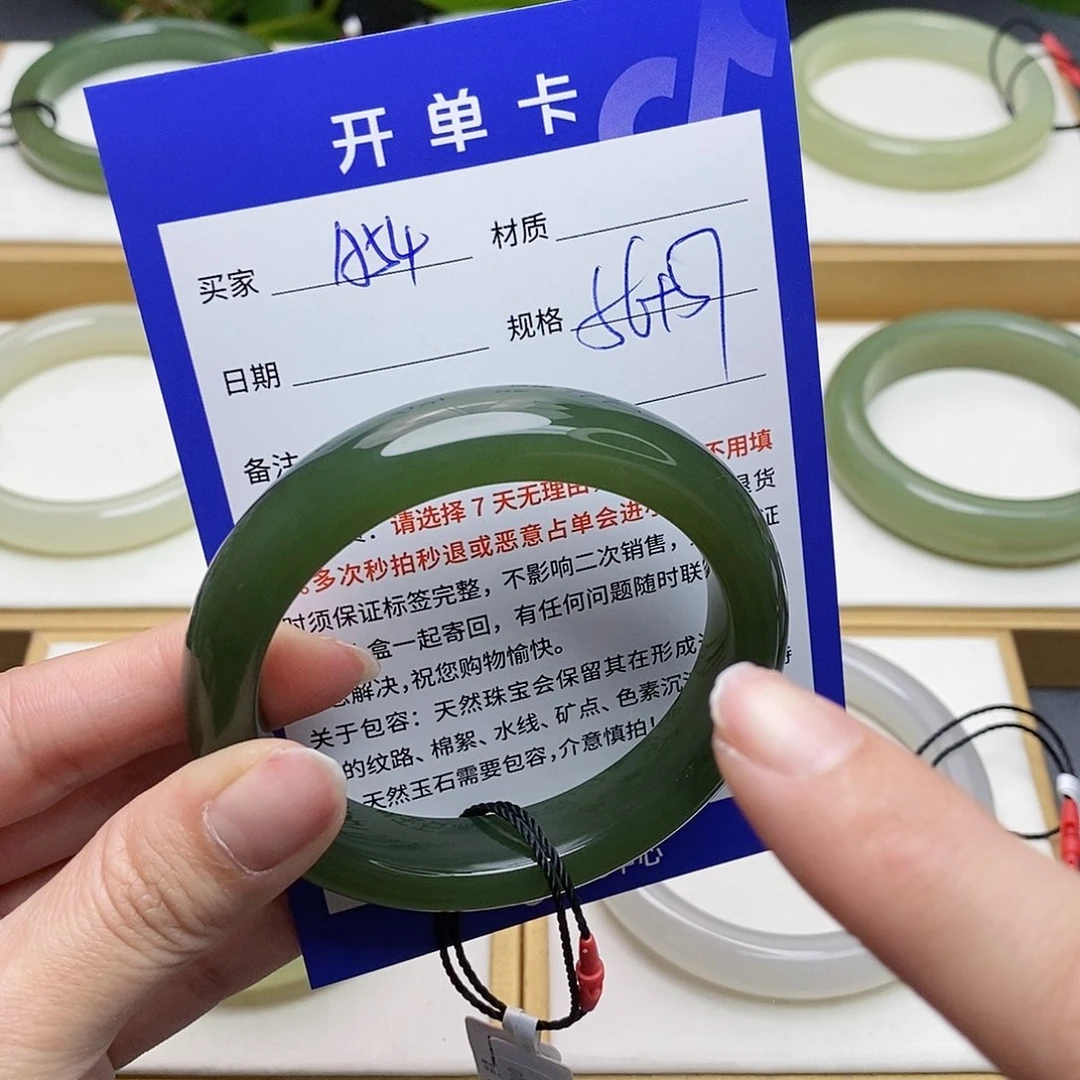 开单卡
买家 A54 材质
规格 56+57
日期
备注
不用填
请选择7天无理由 退货
多次秒拍秒退或恶意占单会进 证
时须保证标签完整，不影响二次销售，
盒一起寄回，有任何问题随时联
解决，祝您购物愉快。
关于包容：天然珠宝会保留其在形成
的纹路、棉絮、水线、矿点、色素沉
天然玉石需要包容，介意慎拍！